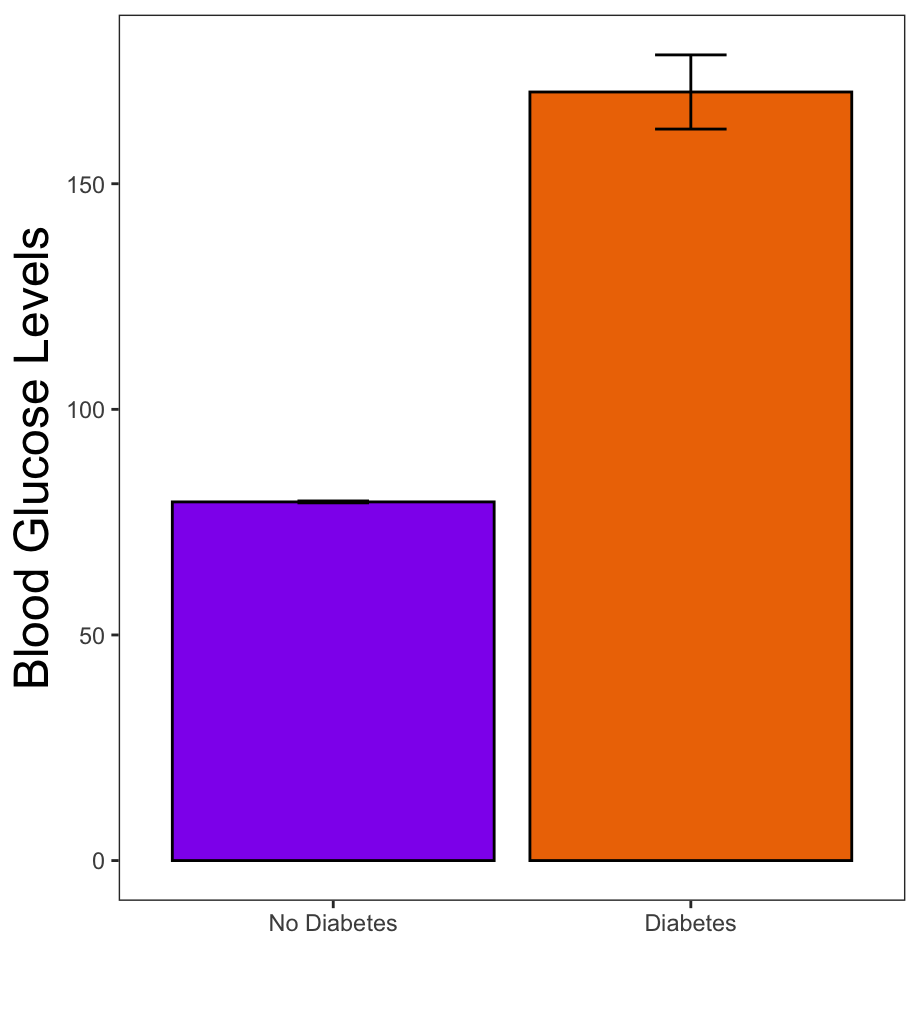 Blood Glucose Levels
150
100
50
0
No Diabetes
Diabetes